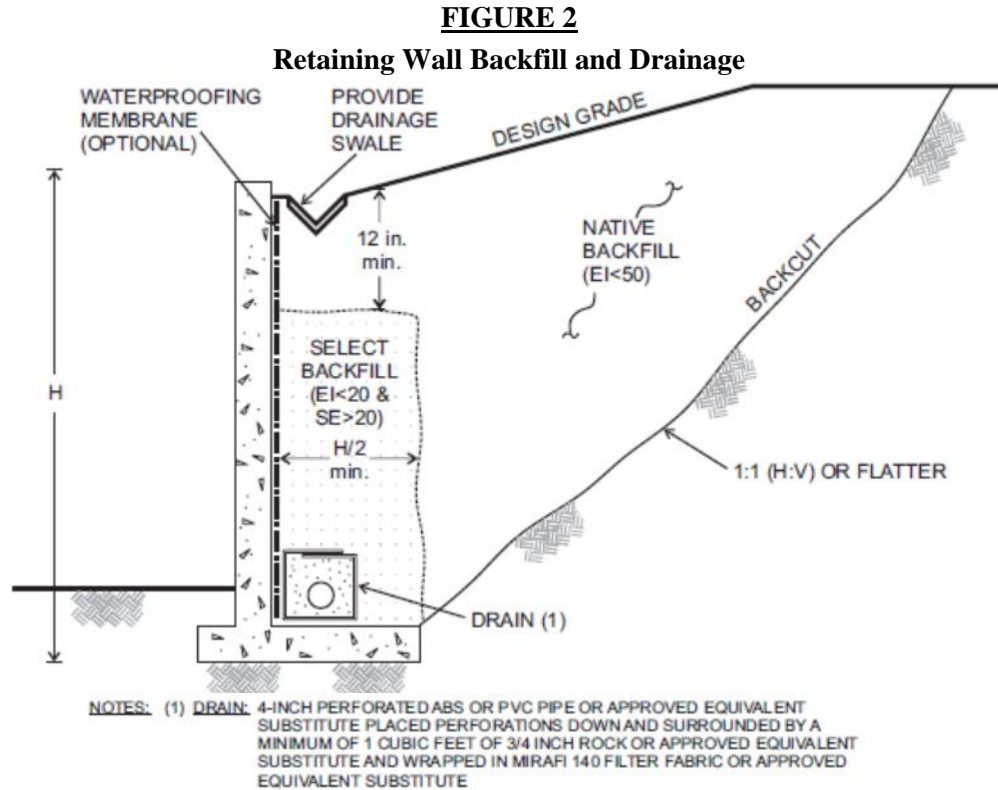 FIGURE 2
Retaining Wall Backfill and Drainage
WATERPROOFING
MEMBRANE
(OPTIONAL)
PROVIDE
DRAINAGE
SWALE
DESIGN GRADE
12 in.
min.
NATIVE
BACKFILL
(EI<50)
BACKCUT
H
SELECT
BACKFILL
(EI<20 &
SE>20)
H/2
min.
1:1 (H:V) OR FLATTER
DRAIN (1)
NOTES: (1) DRAIN: 4-INCH PERFORATED ABS OR PVC PIPE OR APPROVED EQUIVALENT
SUBSTITUTE PLACED PERFORATIONS DOWN AND SURROUNDED BY A
MINIMUM OF 1 CUBIC FEET OF 3/4 INCH ROCK OR APPROVED EQUIVALENT
SUBSTITUTE AND WRAPPED IN MIRAFI 140 FILTER FABRIC OR APPROVED
EQUIVALENT SUBSTITUTE